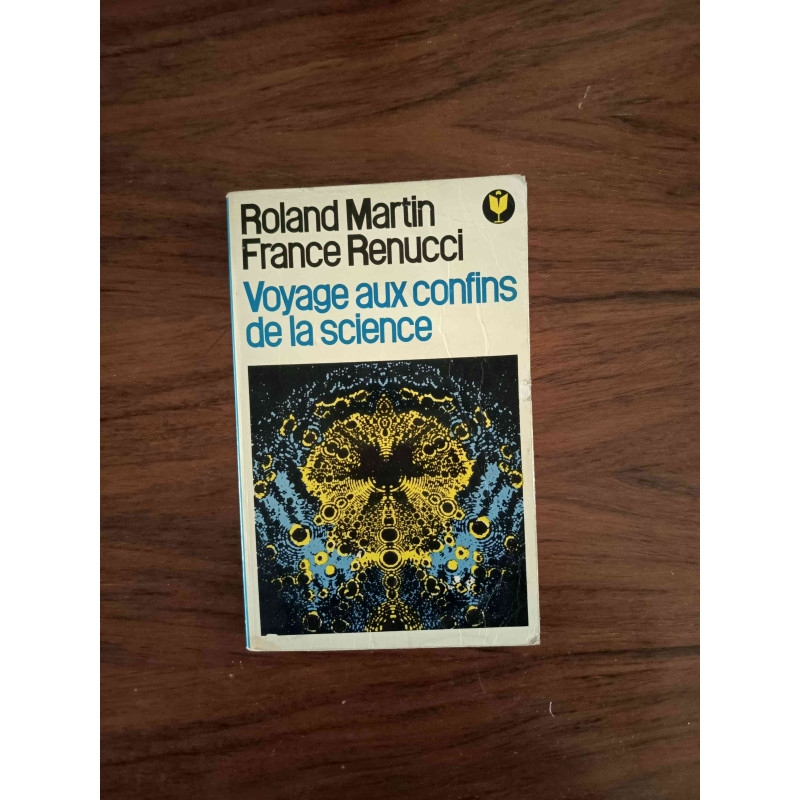 Roland Martin
France Renucci
Voyage aux confins
de la science